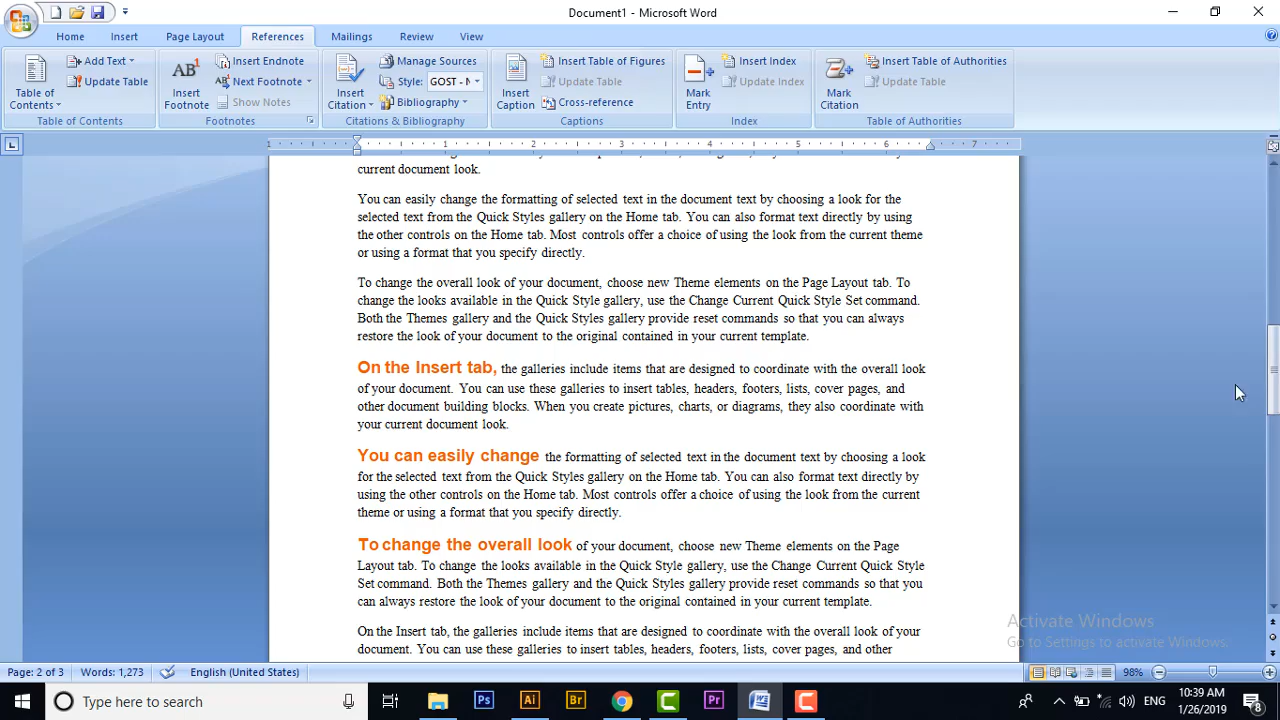 Document1 - Microsoft Word
Home Insert Page Layout References Mailings Review View
Table of Contents
Add Text
Update Table
Table of Contents
AB1
Insert Footnote
Insert Endnote
Next Footnote
Show Notes
Footnotes
Insert Citation
Manage Sources
Style: GOST - N
Bibliography
Citations & Bibliography
Insert Caption
Insert Table of Figures
Update Table
Cross-reference
Captions
Mark Entry
Insert Index
Update Index
Index
Mark Citation
Insert Table of Authorities
Update Table
Table of Authorities
1 1 2 3 4 5 6 7
current document look.
You can easily change the formatting of selected text in the document text by choosing a look for the
selected text from the Quick Styles gallery on the Home tab. You can also format text directly by using
the other controls on the Home tab. Most controls offer a choice of using the look from the current theme
or using a format that you specify directly.
To change the overall look of your document, choose new Theme elements on the Page Layout tab. To
change the looks available in the Quick Style gallery, use the Change Current Quick Style Set command.
Both the Themes gallery and the Quick Styles gallery provide reset commands so that you can always
restore the look of your document to the original contained in your current template.
On the Insert tab, the galleries include items that are designed to coordinate with the overall look
of your document. You can use these galleries to insert tables, headers, footers, lists, cover pages, and
other document building blocks. When you create pictures, charts, or diagrams, they also coordinate with
your current document look.
You can easily change the formatting of selected text in the document text by choosing a look
for the selected text from the Quick Styles gallery on the Home tab. You can also format text directly by
using the other controls on the Home tab. Most controls offer a choice of using the look from the current
theme or using a format that you specify directly.
To change the overall look of your document, choose new Theme elements on the Page
Layout tab. To change the looks available in the Quick Style gallery, use the Change Current Quick Style
Set command. Both the Themes gallery and the Quick Styles gallery provide reset commands so that you
can always restore the look of your document to the original contained in your current template.
On the Insert tab, the galleries include items that are designed to coordinate with the overall look of your
document. You can use these galleries to insert tables, headers, footers, lists, cover pages, and other
Activate Windows
Go to Settings to activate Windows.
Page: 2 of 3 Words: 1,273 English (United States) 98%
Type here to search
Ps Ai Br Pr
ENG
10:39 AM
1/26/2019
8